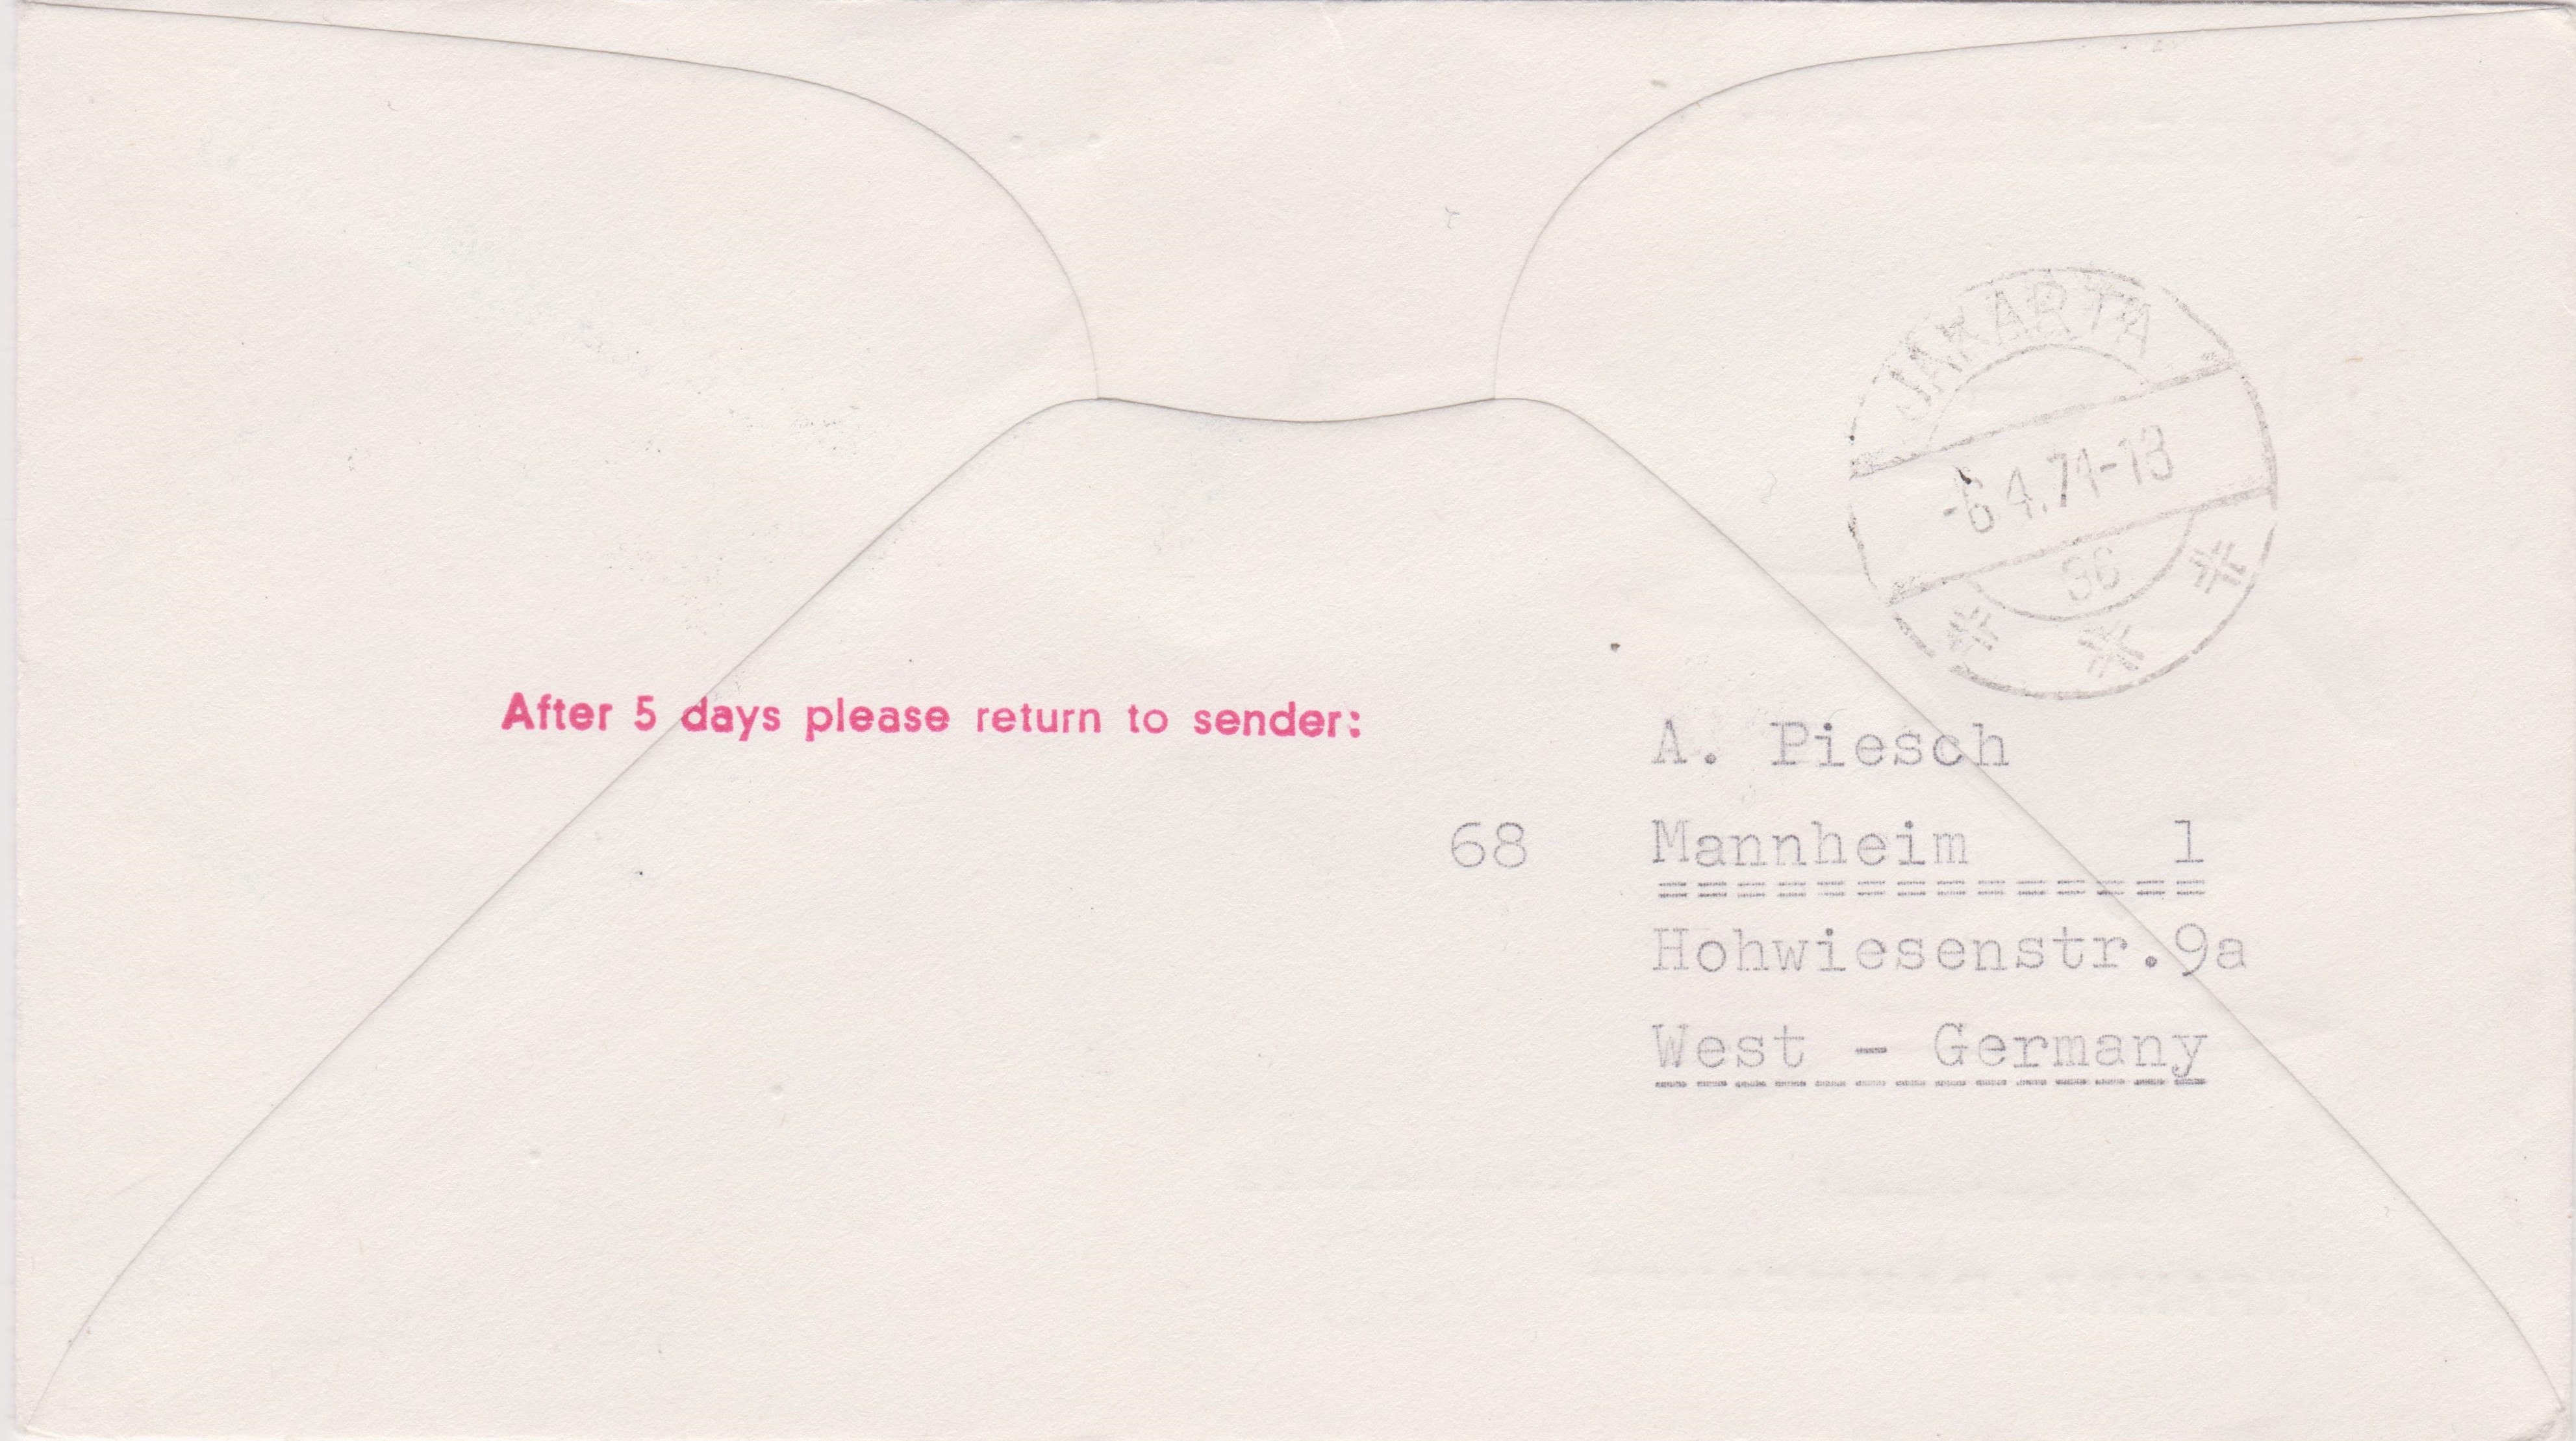 JAKARTA
-6.4.71-13
36
After 5 days please return to sender:
A. Piesch
68 Mannheim 1
Hohwiesenstr.9a
West - Germany